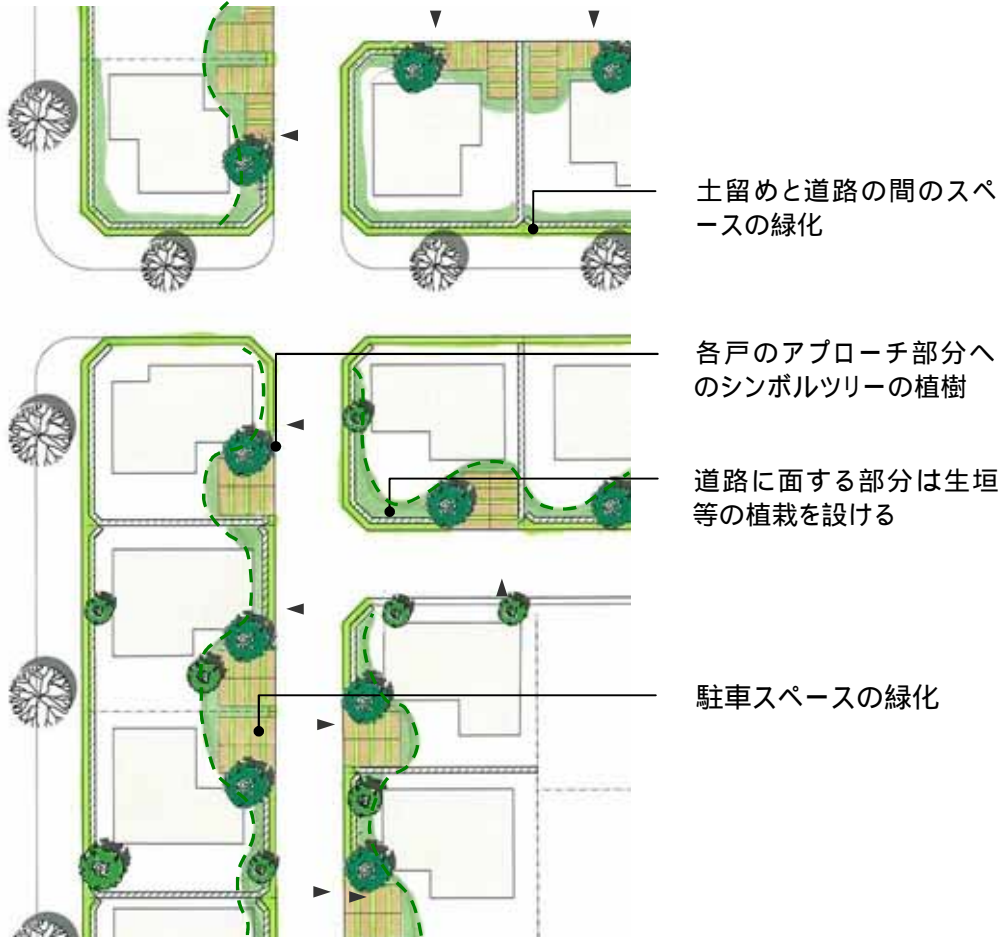 土留めと道路の間のスペ
ースの緑化
各戸のアプローチ部分へ
のシンボルツリーの植樹
道路に面する部分は生垣
等の植栽を設ける
駐車スペースの緑化